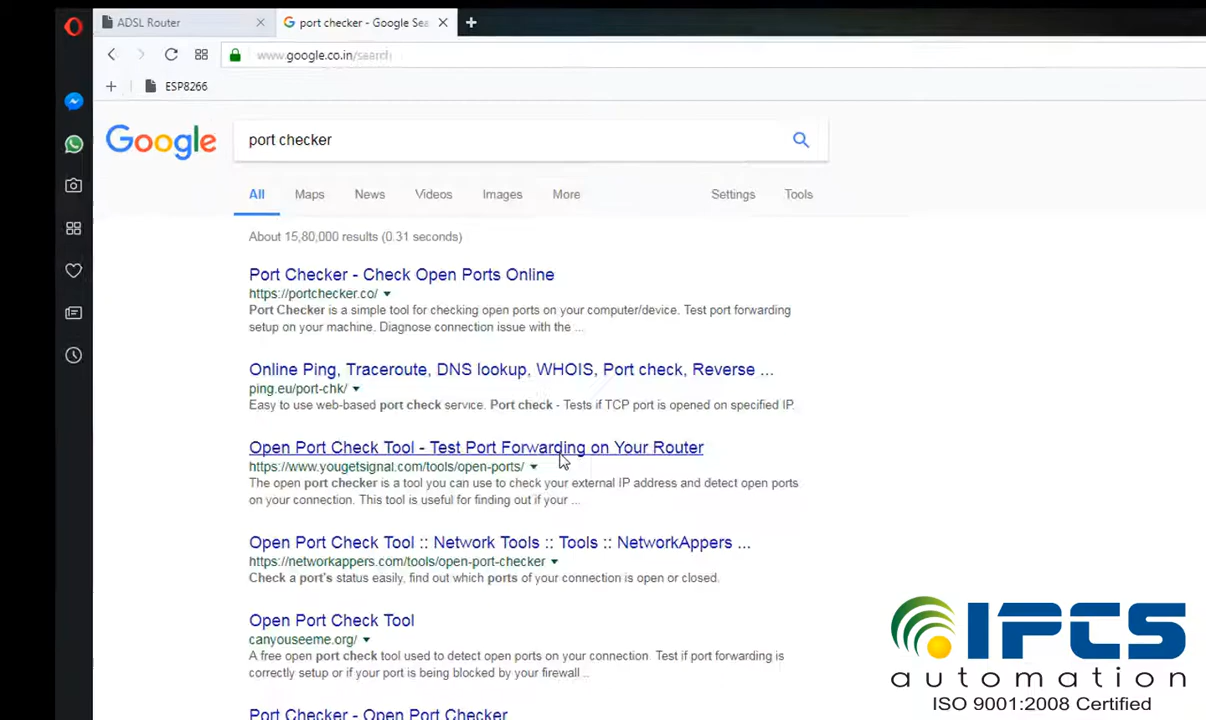 ADSL Router
port checker - Google Sea
www.google.co.in/search
ESP8266
Google
port checker
All
Maps
News
Videos
Images
More
Settings
Tools
About 15,80,000 results (0.31 seconds)
Port Checker - Check Open Ports Online
https://portchecker.co/
Port Checker is a simple tool for checking open ports on your computer/device. Test port forwarding
setup on your machine. Diagnose connection issue with the ...
Online Ping, Traceroute, DNS lookup, WHOIS, Port check, Reverse ...
ping.eu/port-chk/
Easy to use web-based port check service. Port check - Tests if TCP port is opened on specified IP.
Open Port Check Tool - Test Port Forwarding on Your Router
https://www.yougetsignal.com/tools/open-ports/
The open port checker is a tool you can use to check your external IP address and detect open ports
on your connection. This tool is useful for finding out if your ...
Open Port Check Tool :: Network Tools :: Tools :: NetworkAppers ...
https://networkappers.com/tools/open-port-checker
Check a port's status easily, find out which ports of your connection is open or closed.
Open Port Check Tool
canyouseeme.org/
A free open port check tool used to detect open ports on your connection. Test if port forwarding is
correctly setup or if your port is being blocked by your firewall ..
Port Checker - Open Port Checker
IPCS
automation
ISO 9001:2008 Certified